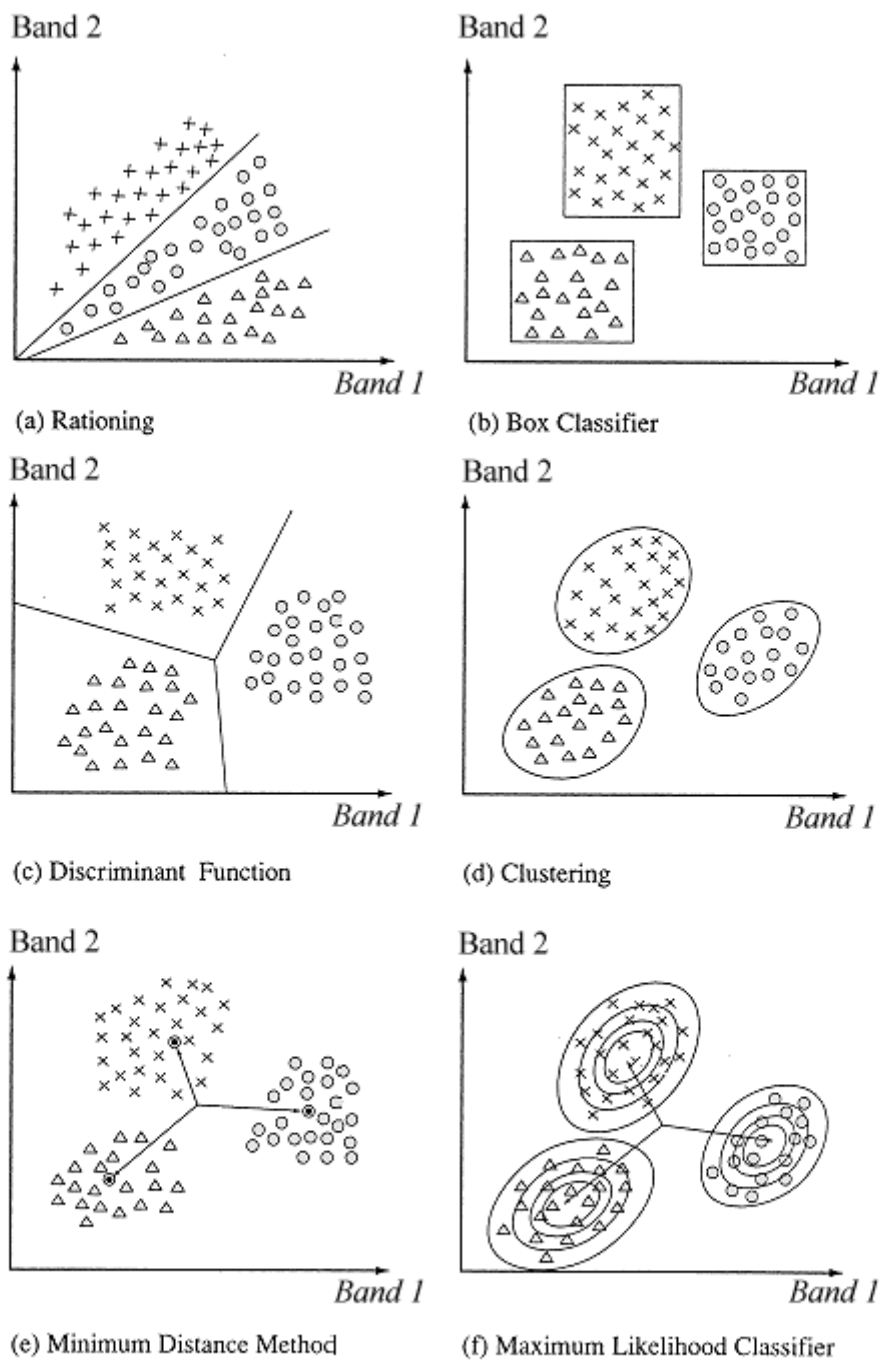 Band 2
Band 2
Band 1
Band 1
(a) Rationing
(b) Box Classifier
Band 2
Band 2
Band 1
Band 1
(c) Discriminant Function
(d) Clustering
Band 2
Band 2
Band 1
Band 1
(e) Minimum Distance Method
(f) Maximum Likelihood Classifier